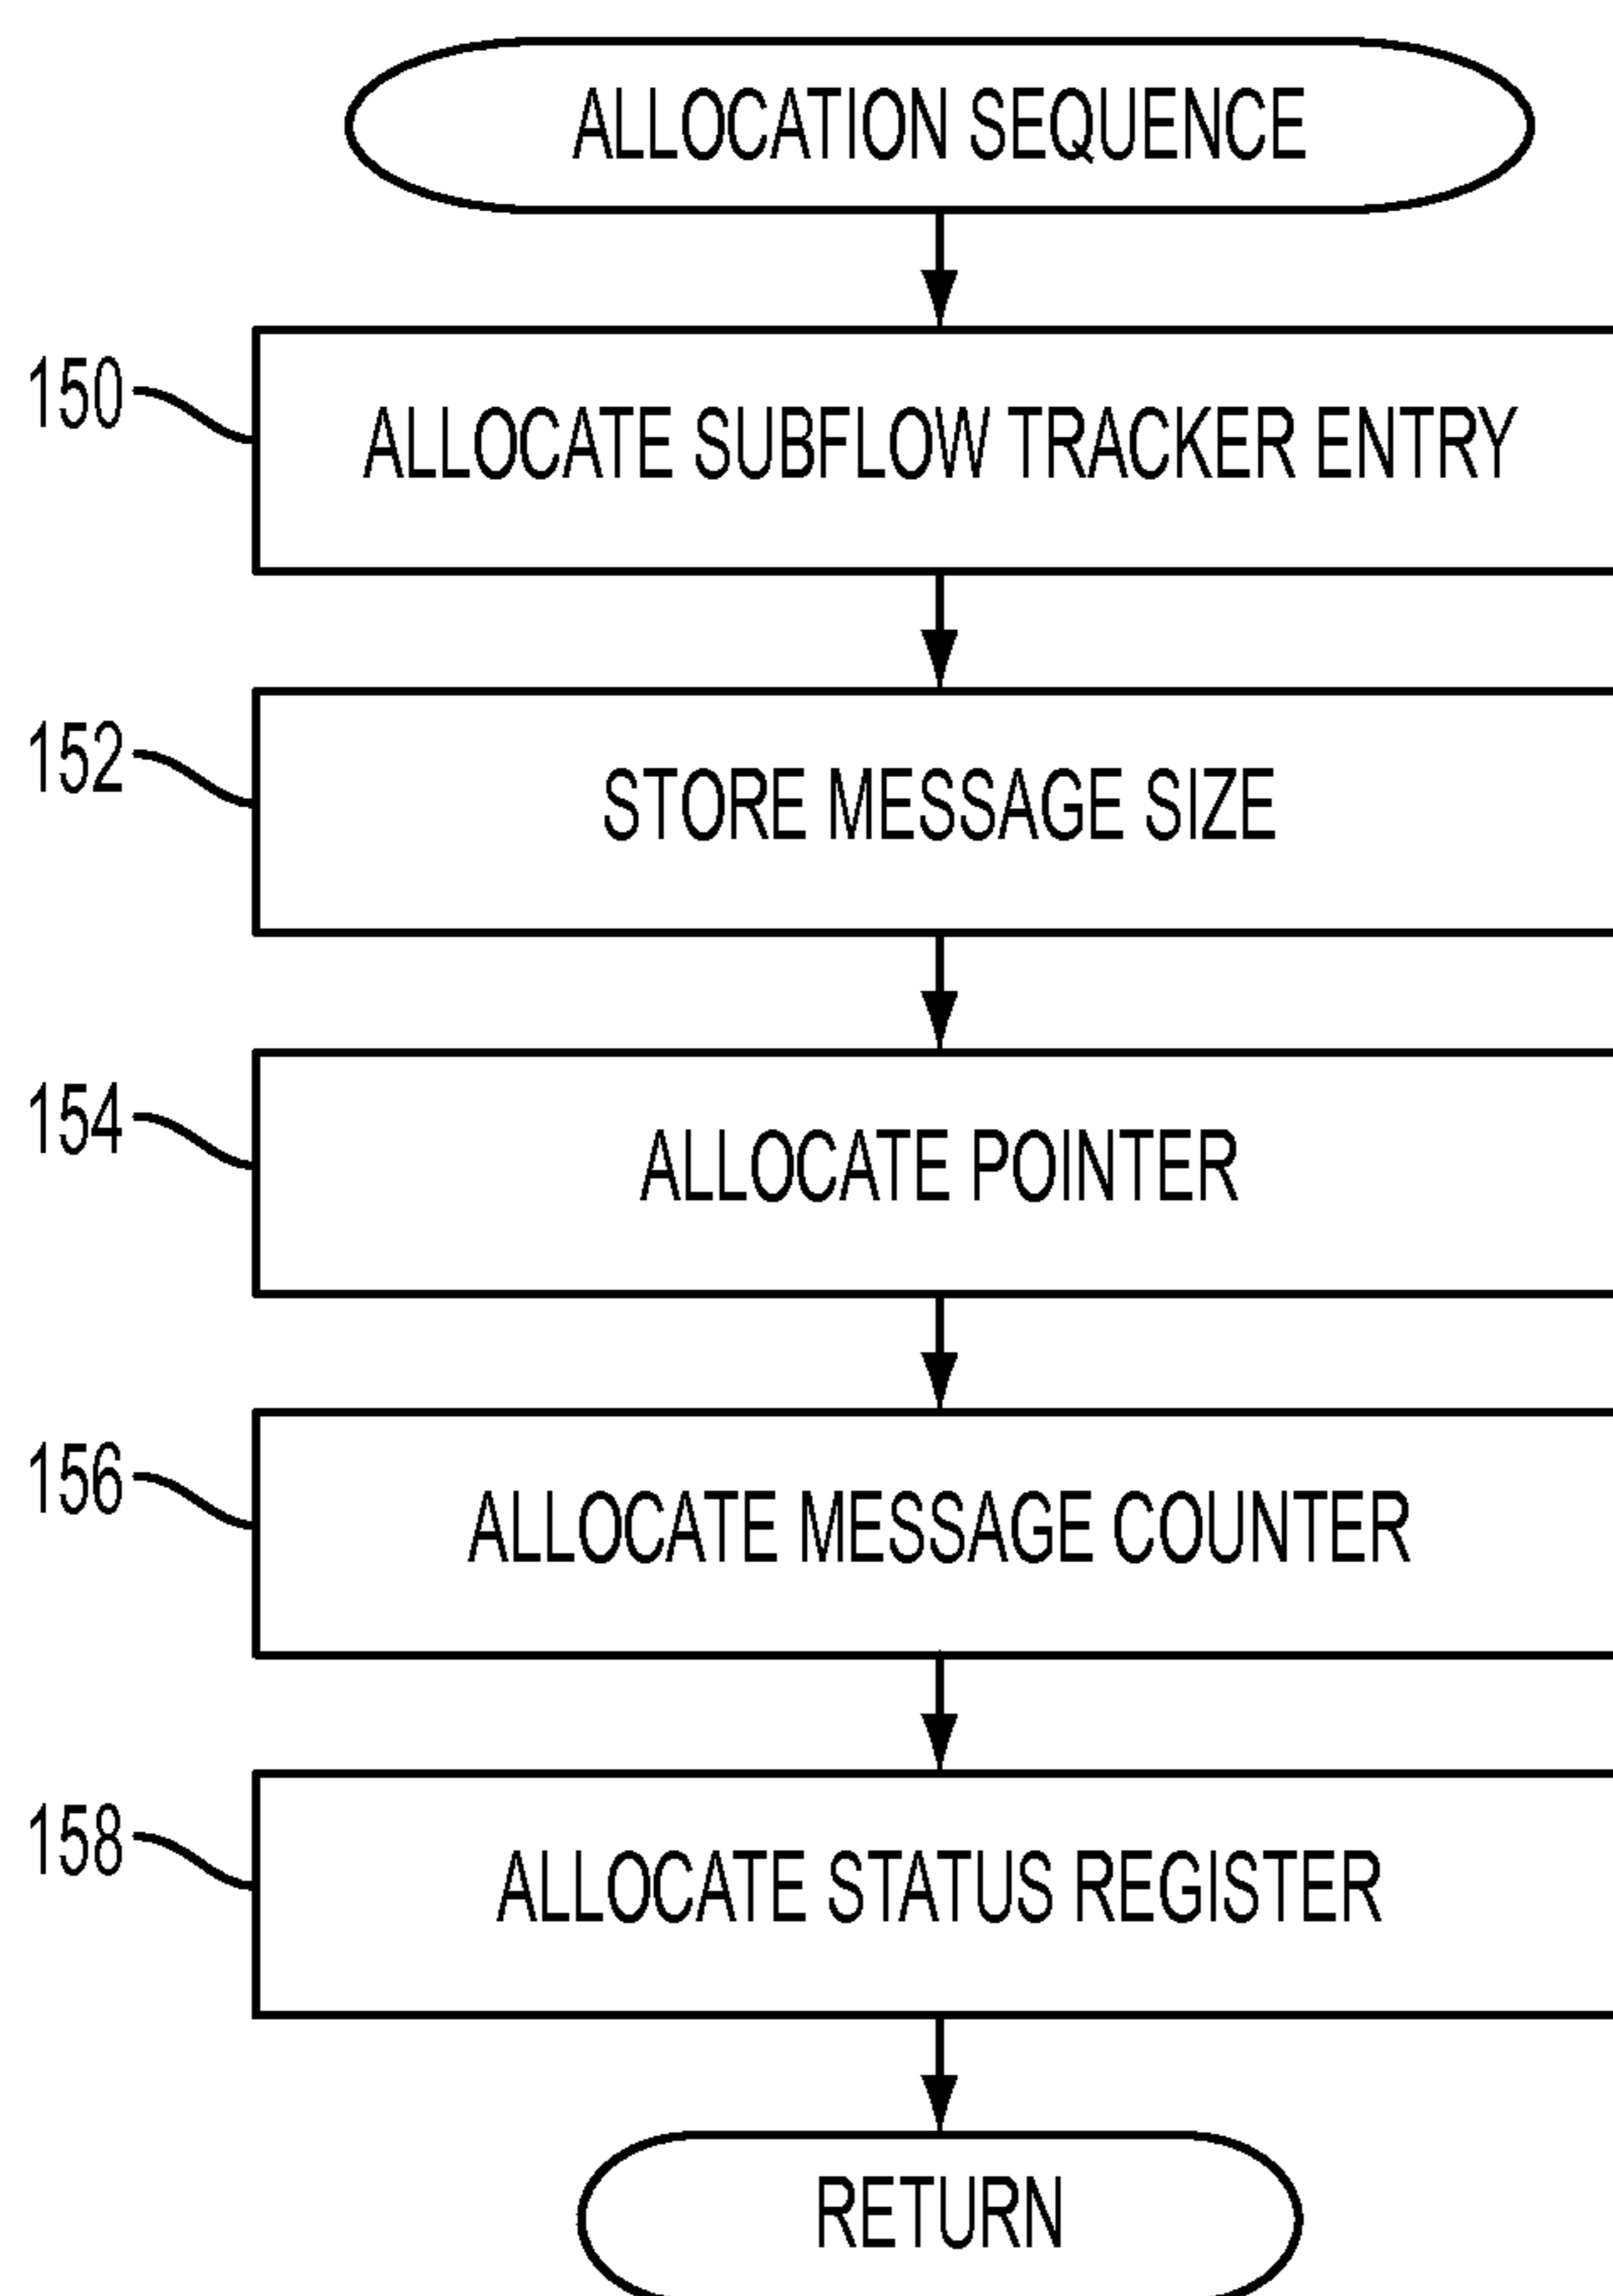 ALLOCATION SEQUENCE
150
ALLOCATE SUBFLOW TRACKER ENTRY
152
STORE MESSAGE SIZE
154
ALLOCATE POINTER
156
ALLOCATE MESSAGE COUNTER
158
ALLOCATE STATUS REGISTER
RETURN